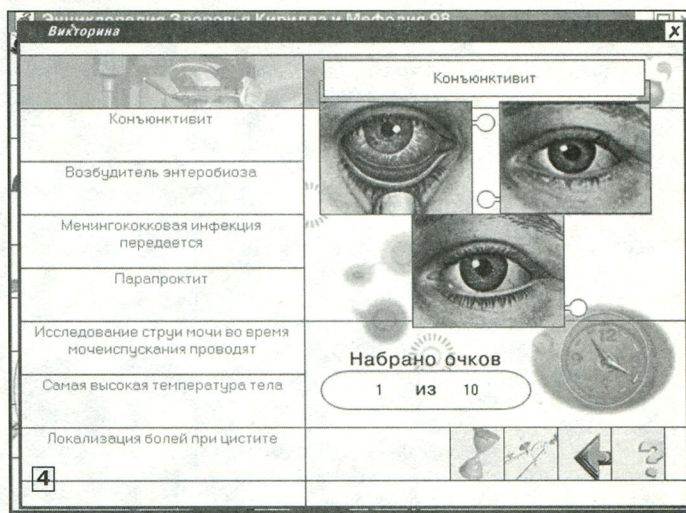 Энциклопедия Здоровья Кирилла и Мефодия 98
Викторина
Конъюнктивит
Конъюнктивит
Возбудитель энтеробиоза
Менингококковая инфекция
передается
Парапроктит
Исследование струи мочи во время
мочеиспускания проводят
Самая высокая температура тела
Локализация болей при цистите
Набрано очков
1 из 10
12
4